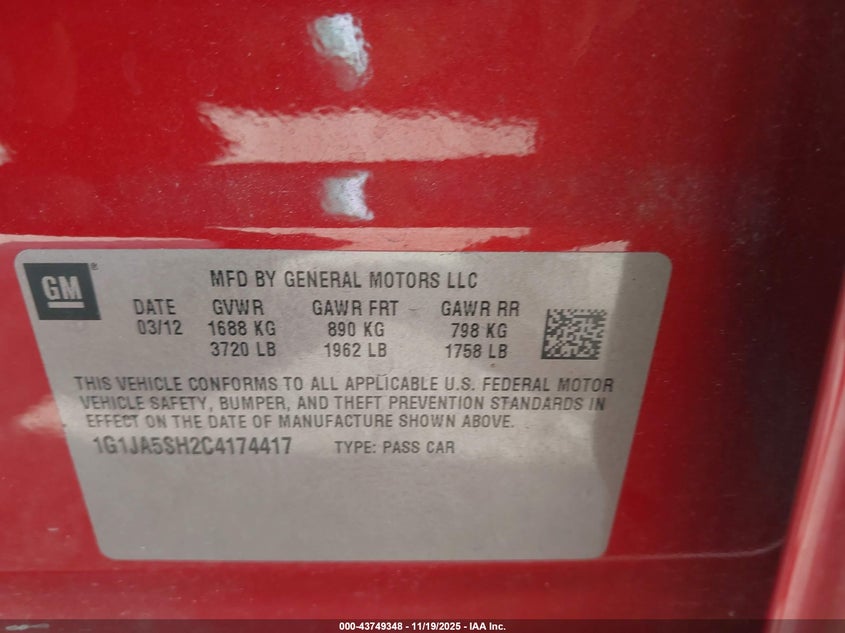 GM ®
MFD BY GENERAL MOTORS LLC
DATE GVWR GAWR FRT GAWR RR
03/12 1688 KG 890 KG 798 KG
3720 LB 1962 LB 1758 LB
THIS VEHICLE CONFORMS TO ALL APPLICABLE U.S. FEDERAL MOTOR
VEHICLE SAFETY, BUMPER, AND THEFT PREVENTION STANDARDS IN
EFFECT ON THE DATE OF MANUFACTURE SHOWN ABOVE.
1G1JA5SH2C4174417 TYPE: PASS CAR
000-43749348 - 11/19/2025 - IAA Inc.